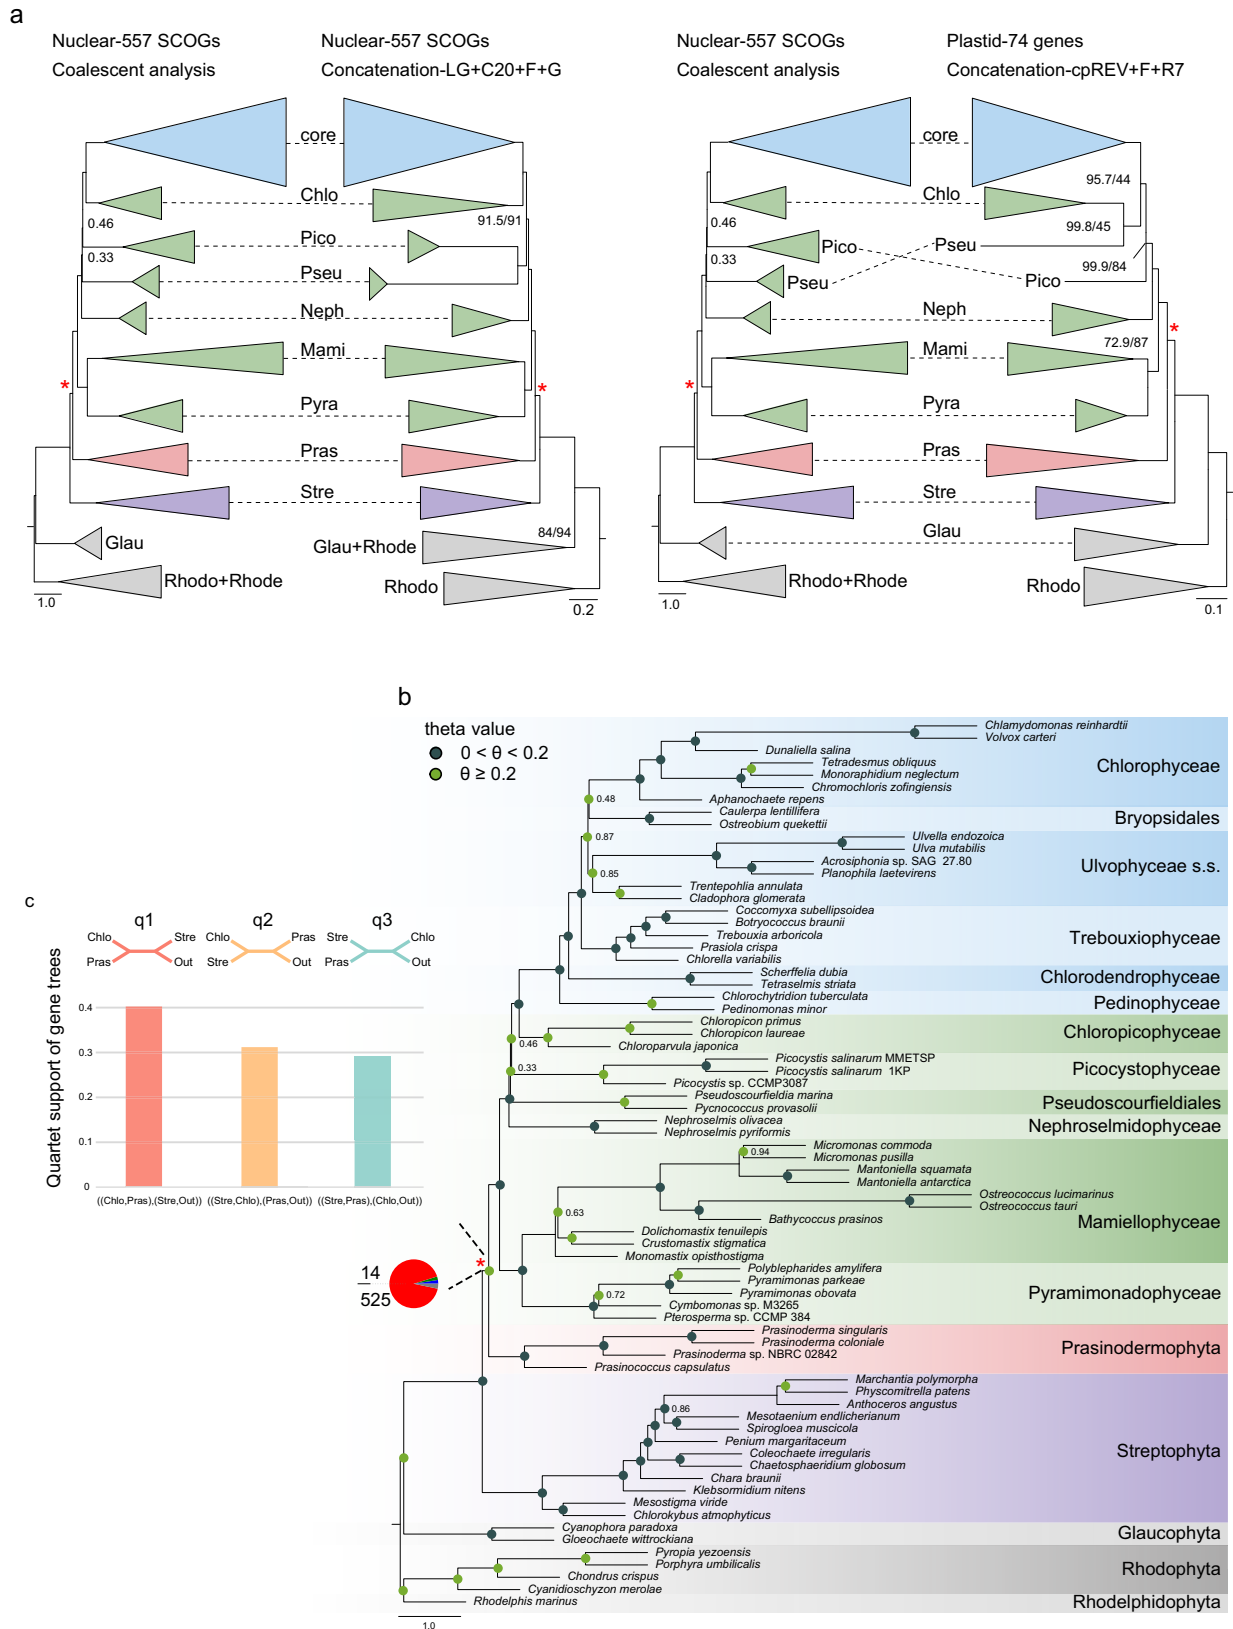 a
Nuclear-557 SCOGs
Coalescent analysis
Nuclear-557 SCOGs
Concatenation-LG+C20+F+G
Nuclear-557 SCOGs
Coalescent analysis
Plastid-74 genes
Concatenation-cpREV+F+R7
core
Chlo
0.46
91.5/91
Pico
0.33
Pseu
Neph
Mami
*
*
Pyra
Pras
Stre
Glau
84/94
Glau+Rhode
Rhodo+Rhode
Rhodo
1.0
0.2
core
95.7/44
Chlo
0.46
99.8/45
Pico
Pseu
0.33
99.9/84
Pseu
Pico
Neph
*
72.9/87
Mami
*
Pyra
Pras
Stre
Glau
Rhodo+Rhode
Rhodo
1.0
0.1
b
theta value
0 < θ < 0.2
θ ≥ 0.2
Chlamydomonas reinhardtii
Volvox carteri
Dunaliella salina
Tetradesmus obliquus
Monoraphidium neglectum
Chromochloris zofingiensis
Aphanochaete repens
Chlorophyceae
0.48
Caulerpa lentillifera
Ostreobium quekettii
Bryopsidales
0.87
Ulvella endozoica
Ulva mutabilis
Acrosiphonia sp. SAG 27.80
Planophila laetevirens
0.85
Trentepohlia annulata
Cladophora glomerata
Ulvophyceae s.s.
Coccomyxa subellipsoidea
Botryococcus braunii
Trebouxia arboricola
Prasiola crispa
Chlorella variabilis
Trebouxiophyceae
Scherffelia dubia
Tetraselmis striata
Chlorodendrophyceae
Chlorochytridion tuberculata
Pedinomonas minor
Pedinophyceae
Chloropicon primus
Chloropicon laureae
Chloroparvula japonica
Chloropicophyceae
0.46
Picocystis salinarum MMETSP
Picocystis salinarum 1KP
Picocystis sp. CCMP3087
Picocystophyceae
0.33
Pseudoscourfieldia marina
Pycnococcus provasolii
Pseudoscourfieldiales
Nephroselmis olivacea
Nephroselmis pyriformis
Nephroselmidophyceae
Micromonas commoda
0.94
Micromonas pusilla
Mantoniella squamata
Mantoniella antarctica
Ostreococcus lucimarinus
Ostreococcus tauri
Bathycoccus prasinos
0.63
Dolichomastix tenuilepis
Crustomastix stigmatica
Monomastix opisthostigma
Mamiellophyceae
Polyblepharides amylifera
Pyramimonas parkeae
Pyramimonas obovata
0.72
Cymbomonas sp. M3265
Pterosperma sp. CCMP 384
Pyramimonadophyceae
Prasinoderma singularis
Prasinoderma coloniale
Prasinoderma sp. NBRC 02842
Prasinococcus capsulatus
Prasinodermophyta
Marchantia polymorpha
Physcomitrella patens
Anthoceros angustus
0.86
Mesotaenium endlicherianum
Spirogloea muscicola
Penium margaritaceum
Coleochaete irregularis
Chaetosphaeridium globosum
Chara braunii
Klebsormidium nitens
Mesostigma viride
Chlorokybus atmophyticus
Streptophyta
Cyanophora paradoxa
Gloeochaete wittrockiana
Glaucophyta
Pyropia yezoensis
Porphyra umbilicalis
Chondrus crispus
Cyanidioschyzon merolae
Rhodophyta
Rhodelphis marinus
Rhodelphidophyta
1.0
*
14
525
c
q1
q2
q3
Chlo Stre
Pras Out
Chlo Pras
Stre Out
Stre Chlo
Pras Out
Quartet support of gene trees
0.4
0.3
0.2
0.1
0
((Chlo,Pras),(Stre,Out))
((Stre,Chlo),(Pras,Out))
((Stre,Pras),(Chlo,Out))